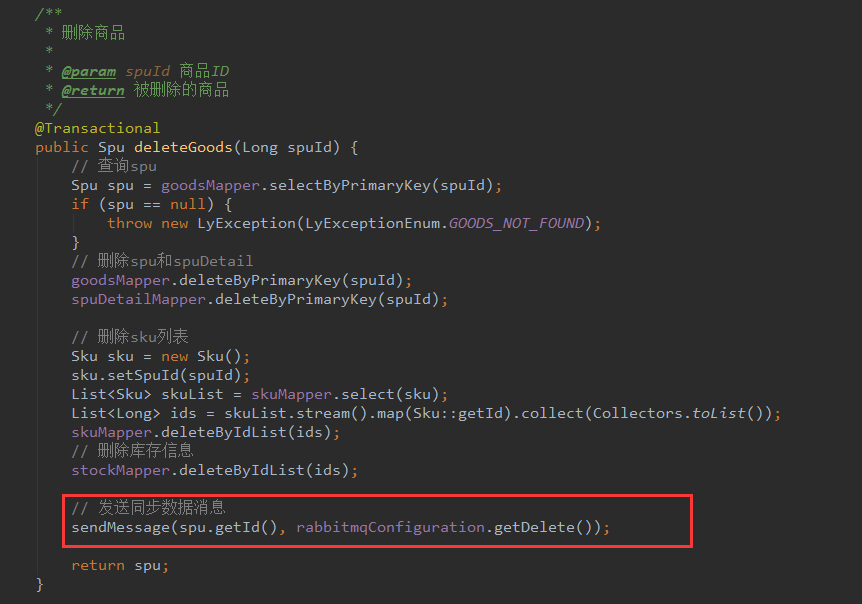 /**
 * 删除商品
 *
 * @param spuId 商品ID
 * @return 被删除的商品
 */
@Transactional
public Spu deleteGoods(Long spuId) {
    // 查询spu
    Spu spu = goodsMapper.selectByPrimaryKey(spuId);
    if (spu == null) {
        throw new LyException(LyExceptionEnum.GOODS_NOT_FOUND);
    }
    // 删除spu和spuDetail
    goodsMapper.deleteByPrimaryKey(spuId);
    spuDetailMapper.deleteByPrimaryKey(spuId);

    // 删除sku列表
    Sku sku = new Sku();
    sku.setSpuId(spuId);
    List<Sku> skuList = skuMapper.select(sku);
    List<Long> ids = skuList.stream().map(Sku::getId).collect(Collectors.toList());
    skuMapper.deleteByIdList(ids);
    // 删除库存信息
    stockMapper.deleteByIdList(ids);

    // 发送同步数据消息
    sendMessage(spu.getId(), rabbitmqConfiguration.getDelete());

    return spu;
}